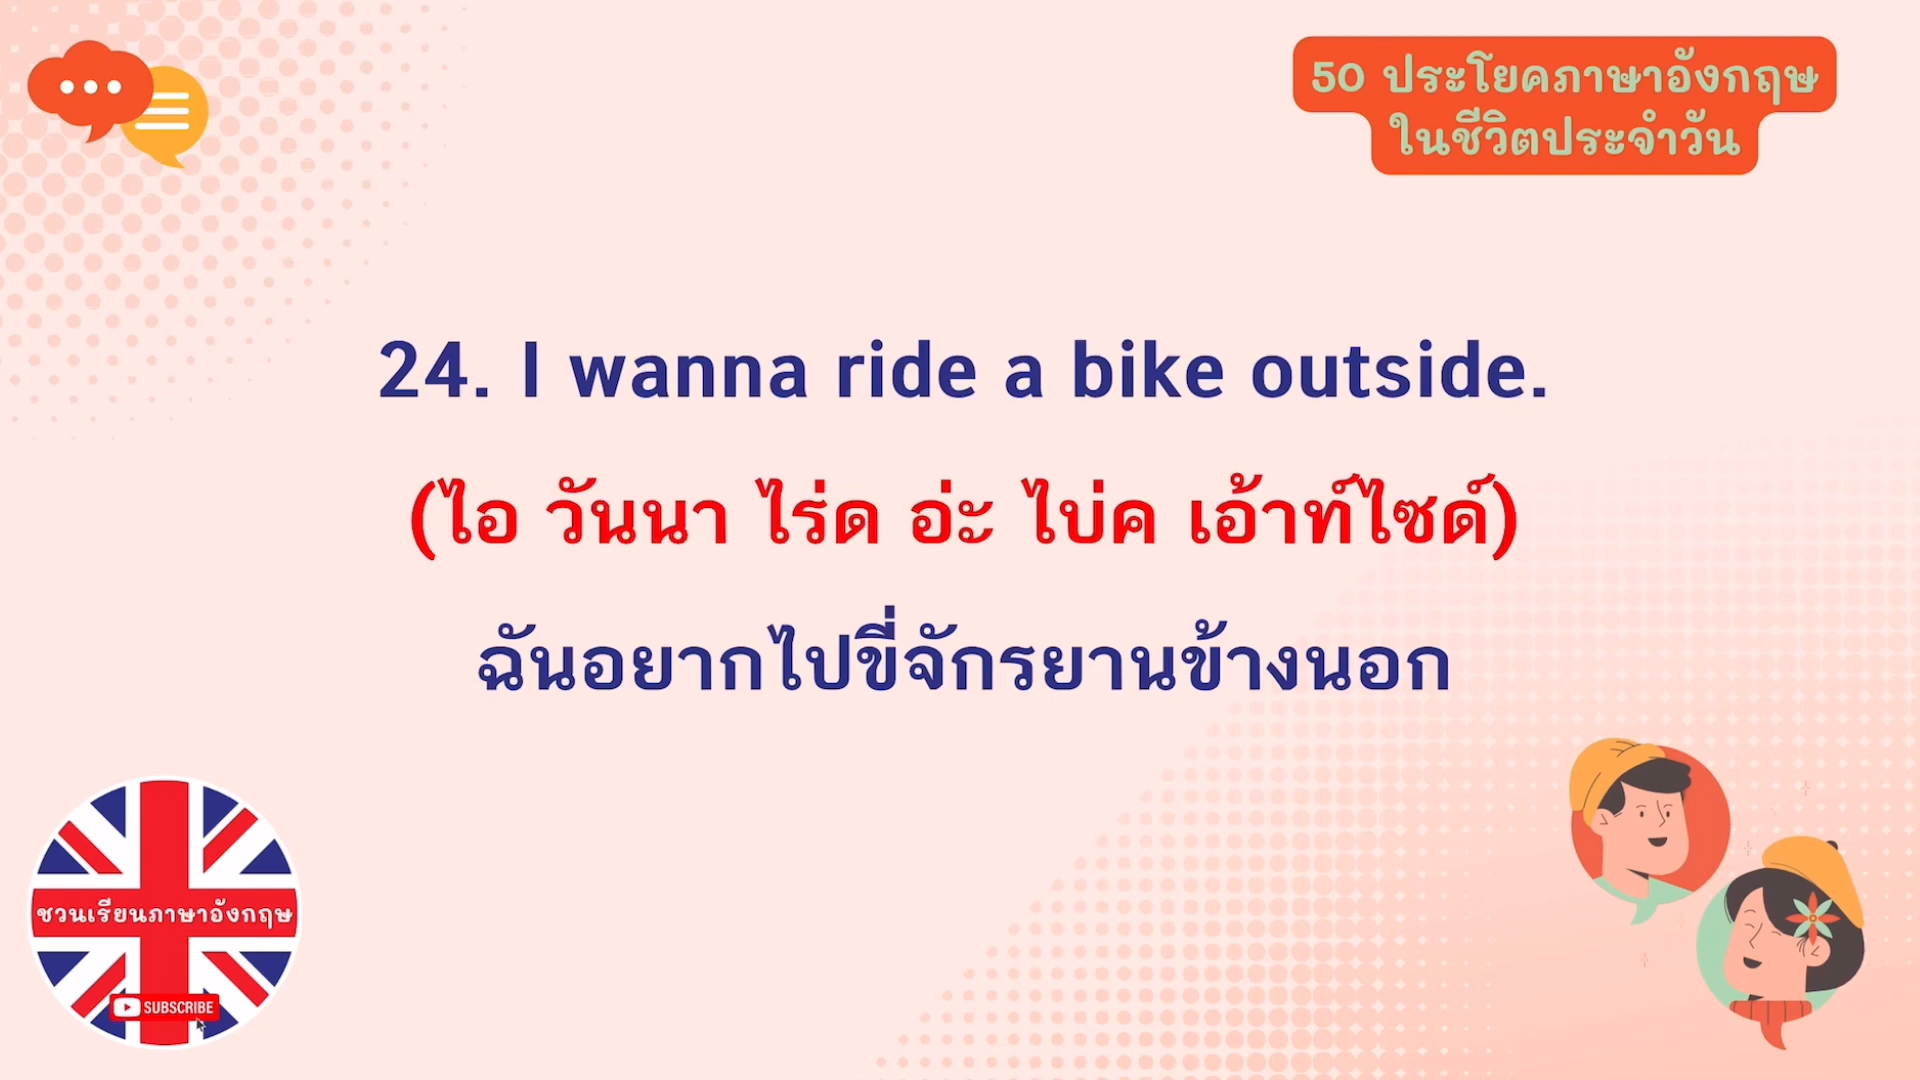 50 ประโยคภาษาอังกฤษ
ในชีวิตประจำวัน
24. I wanna ride a bike outside.
(ไอ วันนา ไร่ด อ่ะ ไบ่ค เอ้าท์ไซด์)
ฉันอยากไปขี่จักรยานข้างนอก
ชวนเรียนภาษาอังกฤษ
SUBSCRIBE